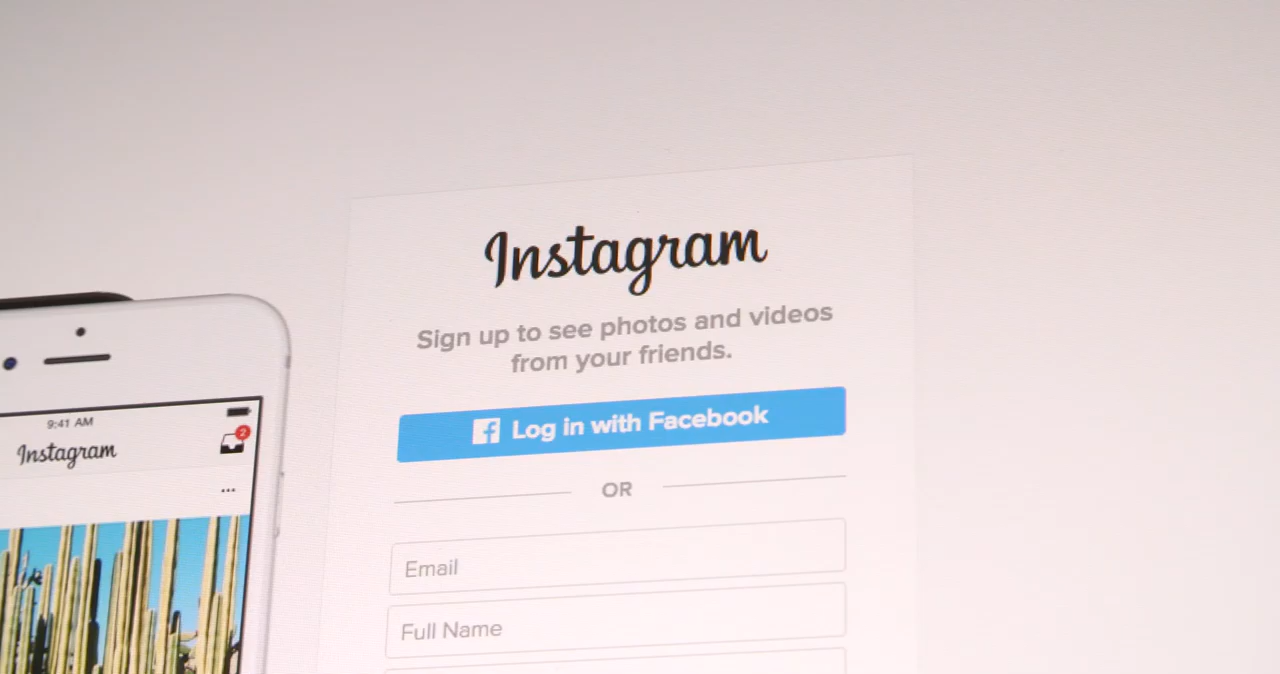 Instagram
Sign up to see photos and videos
from your friends.
Log in with Facebook
OR
Email
Full Name
9:41 AM
2
Instagram